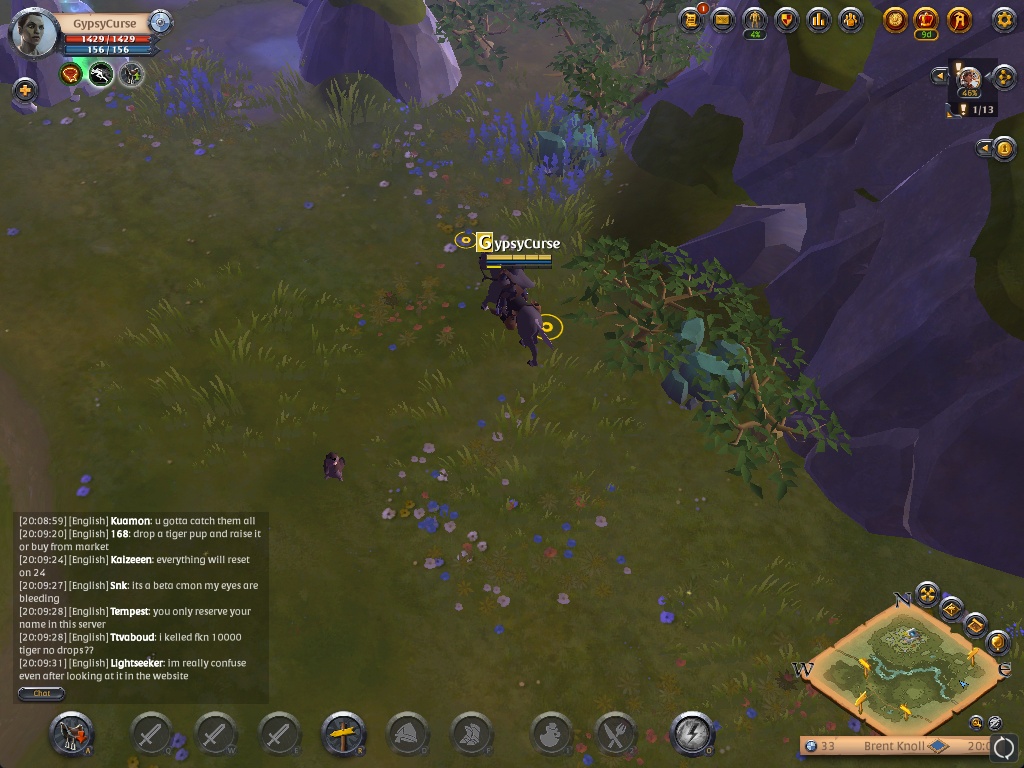 GypsyCurse
1429 / 1429
156 / 156
1
4%
9d
46%
1/13
GypsyCurse
[20:08:59] [English] Kuamon: u gotta catch them all
[20:09:20] [English] 168: drop a tiger pup and raise it
or buy from market
[20:09:24] [English] Kaizeeen: everything will reset
on 24
[20:09:27] [English] Snk: its a beta cmon my eyes are
bleeding
[20:09:28] [English] Tempest: you only reserve your
name in this server
[20:09:28] [English] Ttvaboud: i kelled fkn 10000
tiger no drops??
[20:09:31] [English] Lightseeker: im really confuse
even after looking at it in the website
Chat
N
W
E
A
Q
W
E
R
D
F
1
2
33
Brent Knoll